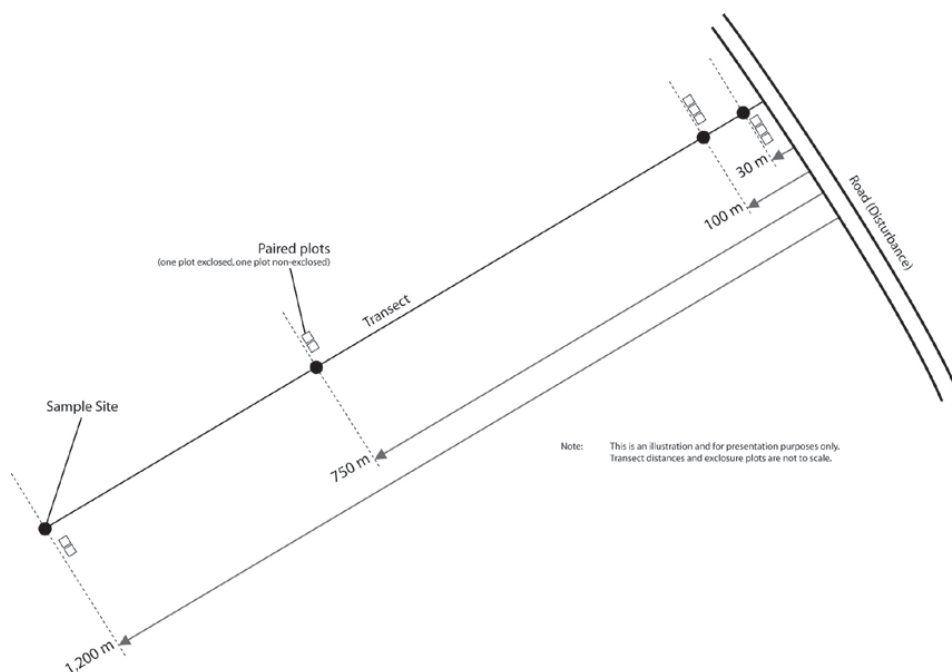 30 m
100 m
Road (Disturbance)
Paired plots
(one plot exclosed, one plot non-exclosed)
Transect
Sample Site
750 m
Note: This is an illustration and for presentation purposes only.
Transect distances and exclosure plots are not to scale.
1,200 m